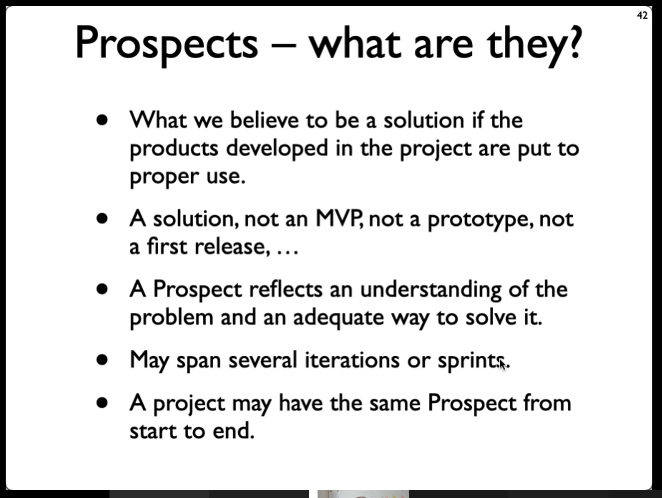 42
Prospects – what are they?
• What we believe to be a solution if the
products developed in the project are put to
proper use.
• A solution, not an MVP, not a prototype, not
a first release, …
• A Prospect reflects an understanding of the
problem and an adequate way to solve it.
• May span several iterations or sprints.
• A project may have the same Prospect from
start to end.